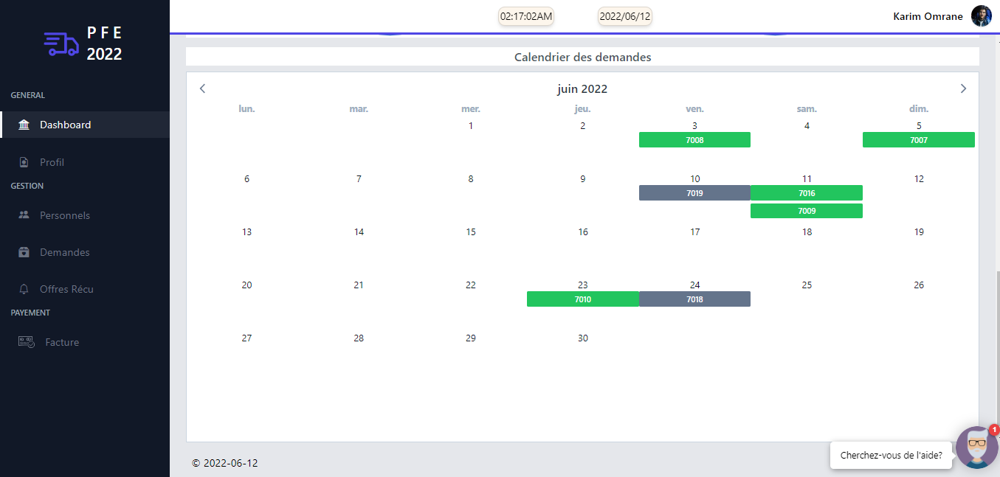 P F E
2022
GENERAL
Dashboard
Profil
GESTION
Personnels
Demandes
Offres Récu
PAYEMENT
Facture
02:17:02AM
2022/06/12
Karim Omrane
Calendrier des demandes
juin 2022
lun. mar. mer. jeu. ven. sam. dim.
1 2 3 4 5
7008 7007
6 7 8 9 10 11 12
7019 7016
7009
13 14 15 16 17 18 19
20 21 22 23 24 25 26
7010 7018
27 28 29 30
© 2022-06-12
Cherchez-vous de l'aide?
1